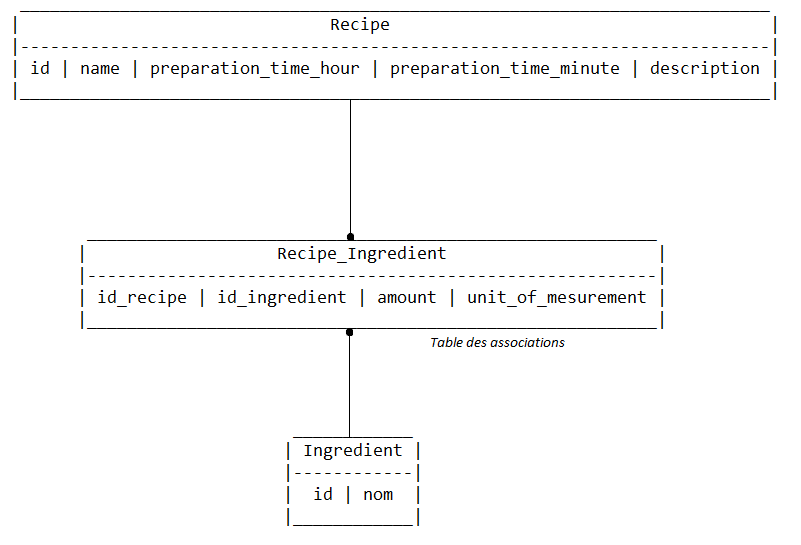 Recipe
id | name | preparation_time_hour | preparation_time_minute | description
Recipe_Ingredient
id_recipe | id_ingredient | amount | unit_of_mesurement
Table des associations
Ingredient
id | nom